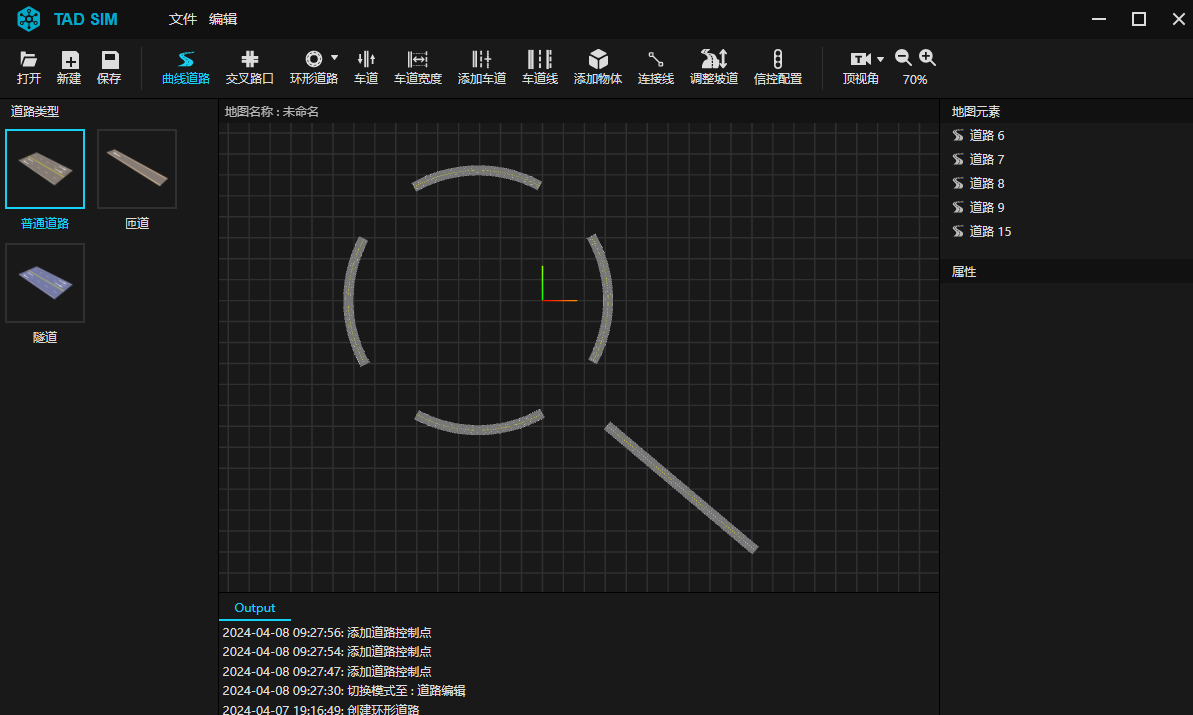 TAD SIM 文件 编辑
打开 新建 保存 曲线道路 交叉路口 环形道路 车道 车道宽度 添加车道 车道线 添加物体 连接线 调整坡道 信控配置 顶视角 70%
道路类型
普通道路 匝道
隧道
地图名称 : 未命名
地图元素
道路 6
道路 7
道路 8
道路 9
道路 15
属性
Output
2024-04-08 09:27:56: 添加道路控制点
2024-04-08 09:27:54: 添加道路控制点
2024-04-08 09:27:47: 添加道路控制点
2024-04-08 09:27:30: 切换模式至 : 道路编辑
2024-04-07 19:16:49: 创建环形道路